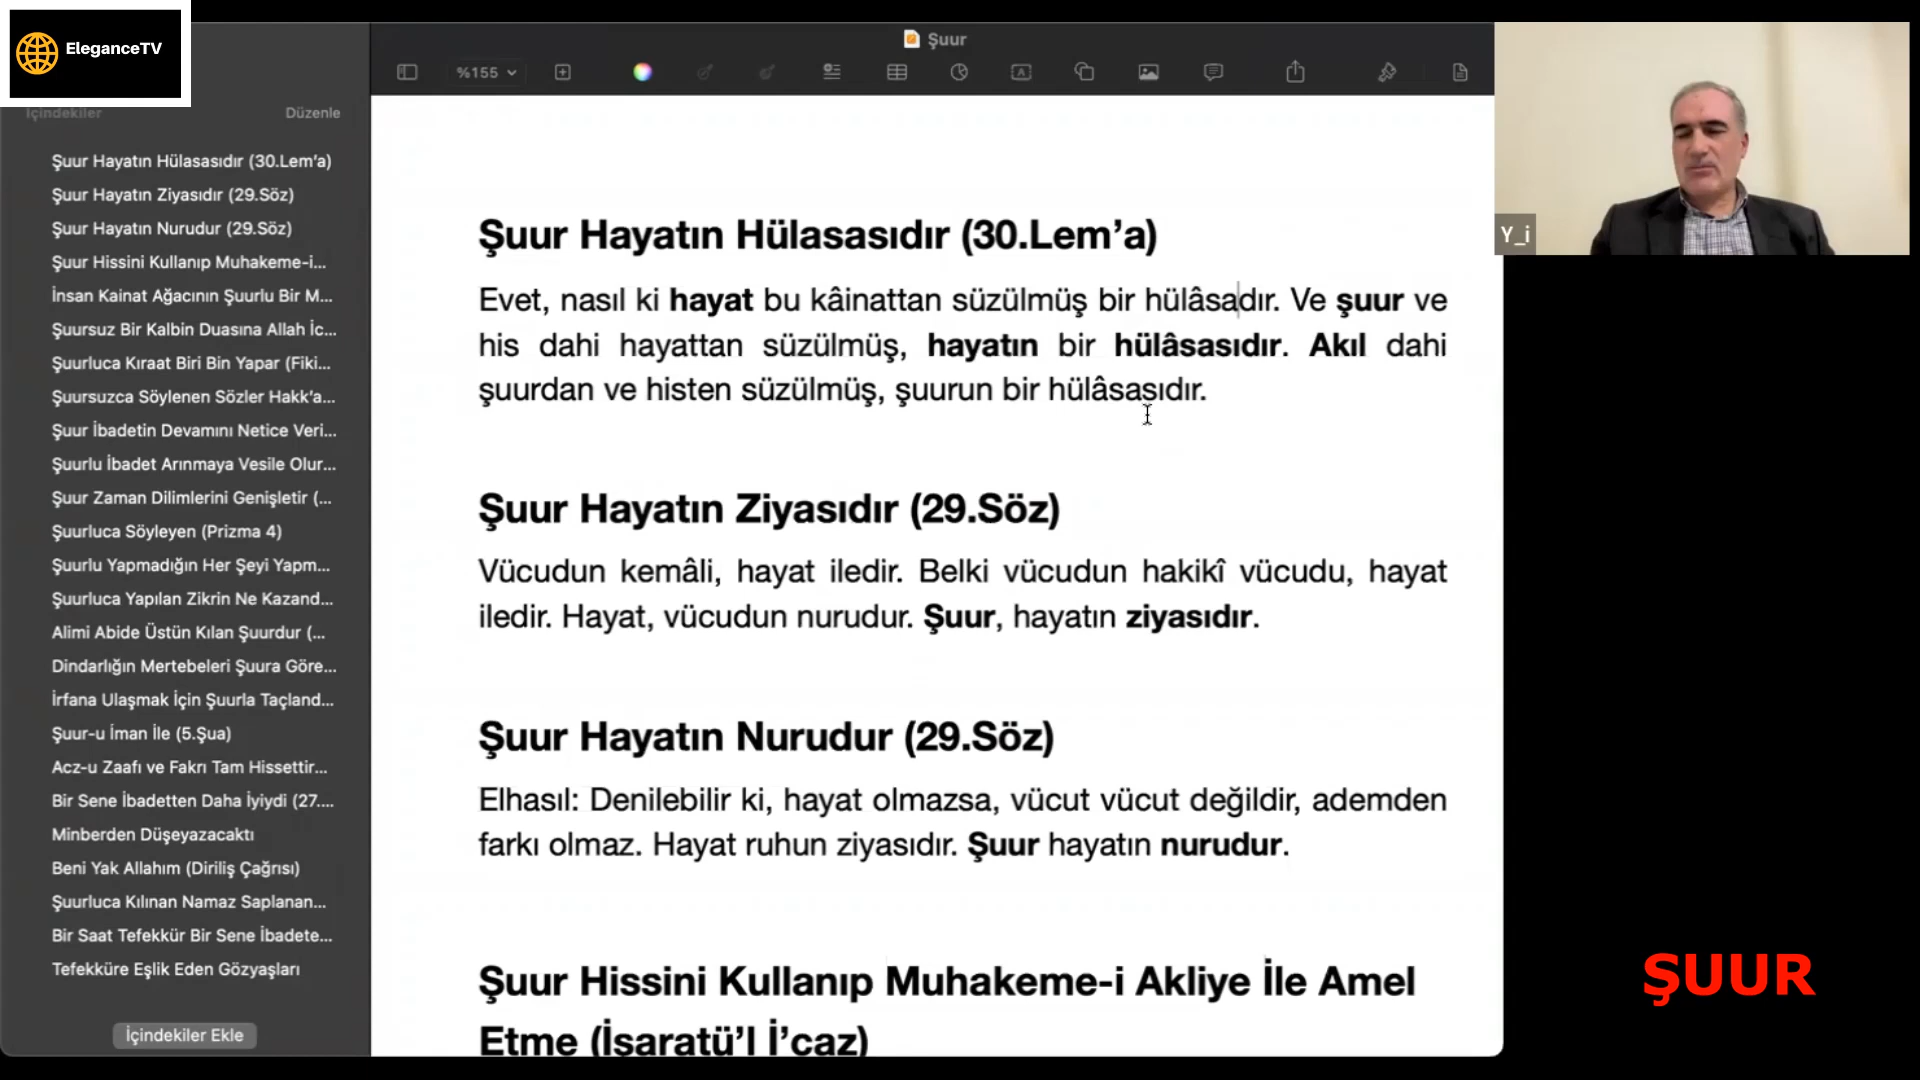 EleganceTV
Şuur
%155
İçindekiler
Düzenle
Şuur Hayatın Hülasasıdır (30.Lem'a)
Şuur Hayatın Ziyasıdır (29.Söz)
Şuur Hayatın Nurudur (29.Söz)
Şuur Hissini Kullanıp Muhakeme-i...
İnsan Kainat Ağacının Şuurlu Bir M...
Şuursuz Bir Kalbin Duasına Allah İc...
Şuurluca Kıraat Biri Bin Yapar (Fiki...
Şuursuzca Söylenen Sözler Hakk'a...
Şuur İbadetin Devamını Netice Veri...
Şuurlu İbadet Arınmaya Vesile Olur...
Şuur Zaman Dilimlerini Genişletir (...
Şuurluca Söyleyen (Prizma 4)
Şuurlu Yapmadığın Her Şeyi Yapm...
Şuurluca Yapılan Zikrin Ne Kazand...
Alimi Abide Üstün Kılan Şuurdur (...
Dindarlığın Mertebeleri Şuura Göre...
İrfana Ulaşmak İçin Şuurla Taçland...
Şuur-u İman İle (5.Şua)
Acz-u Zaafı ve Fakrı Tam Hissettir...
Bir Sene İbadetten Daha İyiydi (27....
Minberden Düşeyazacaktı
Beni Yak Allahım (Diriliş Çağrısı)
Şuurluca Kılınan Namaz Saplanan...
Bir Saat Tefekkür Bir Sene İbadete...
Tefekküre Eşlik Eden Gözyaşları
İçindekiler Ekle
Şuur Hayatın Hülasasıdır (30.Lem'a)
Evet, nasıl ki hayat bu kâinattan süzülmüş bir hülâsadır. Ve şuur ve
his dahi hayattan süzülmüş, hayatın bir hülâsasıdır. Akıl dahi
şuurdan ve histen süzülmüş, şuurun bir hülâsasıdır.
Şuur Hayatın Ziyasıdır (29.Söz)
Vücudun kemâli, hayat iledir. Belki vücudun hakikî vücudu, hayat
iledir. Hayat, vücudun nurudur. Şuur, hayatın ziyasıdır.
Şuur Hayatın Nurudur (29.Söz)
Elhasıl: Denilebilir ki, hayat olmazsa, vücut vücut değildir, ademden
farkı olmaz. Hayat ruhun ziyasıdır. Şuur hayatın nurudur.
Şuur Hissini Kullanıp Muhakeme-i Akliye İle Amel
Etme (İşaratü'l İ'caz)
Y_i
ŞUUR